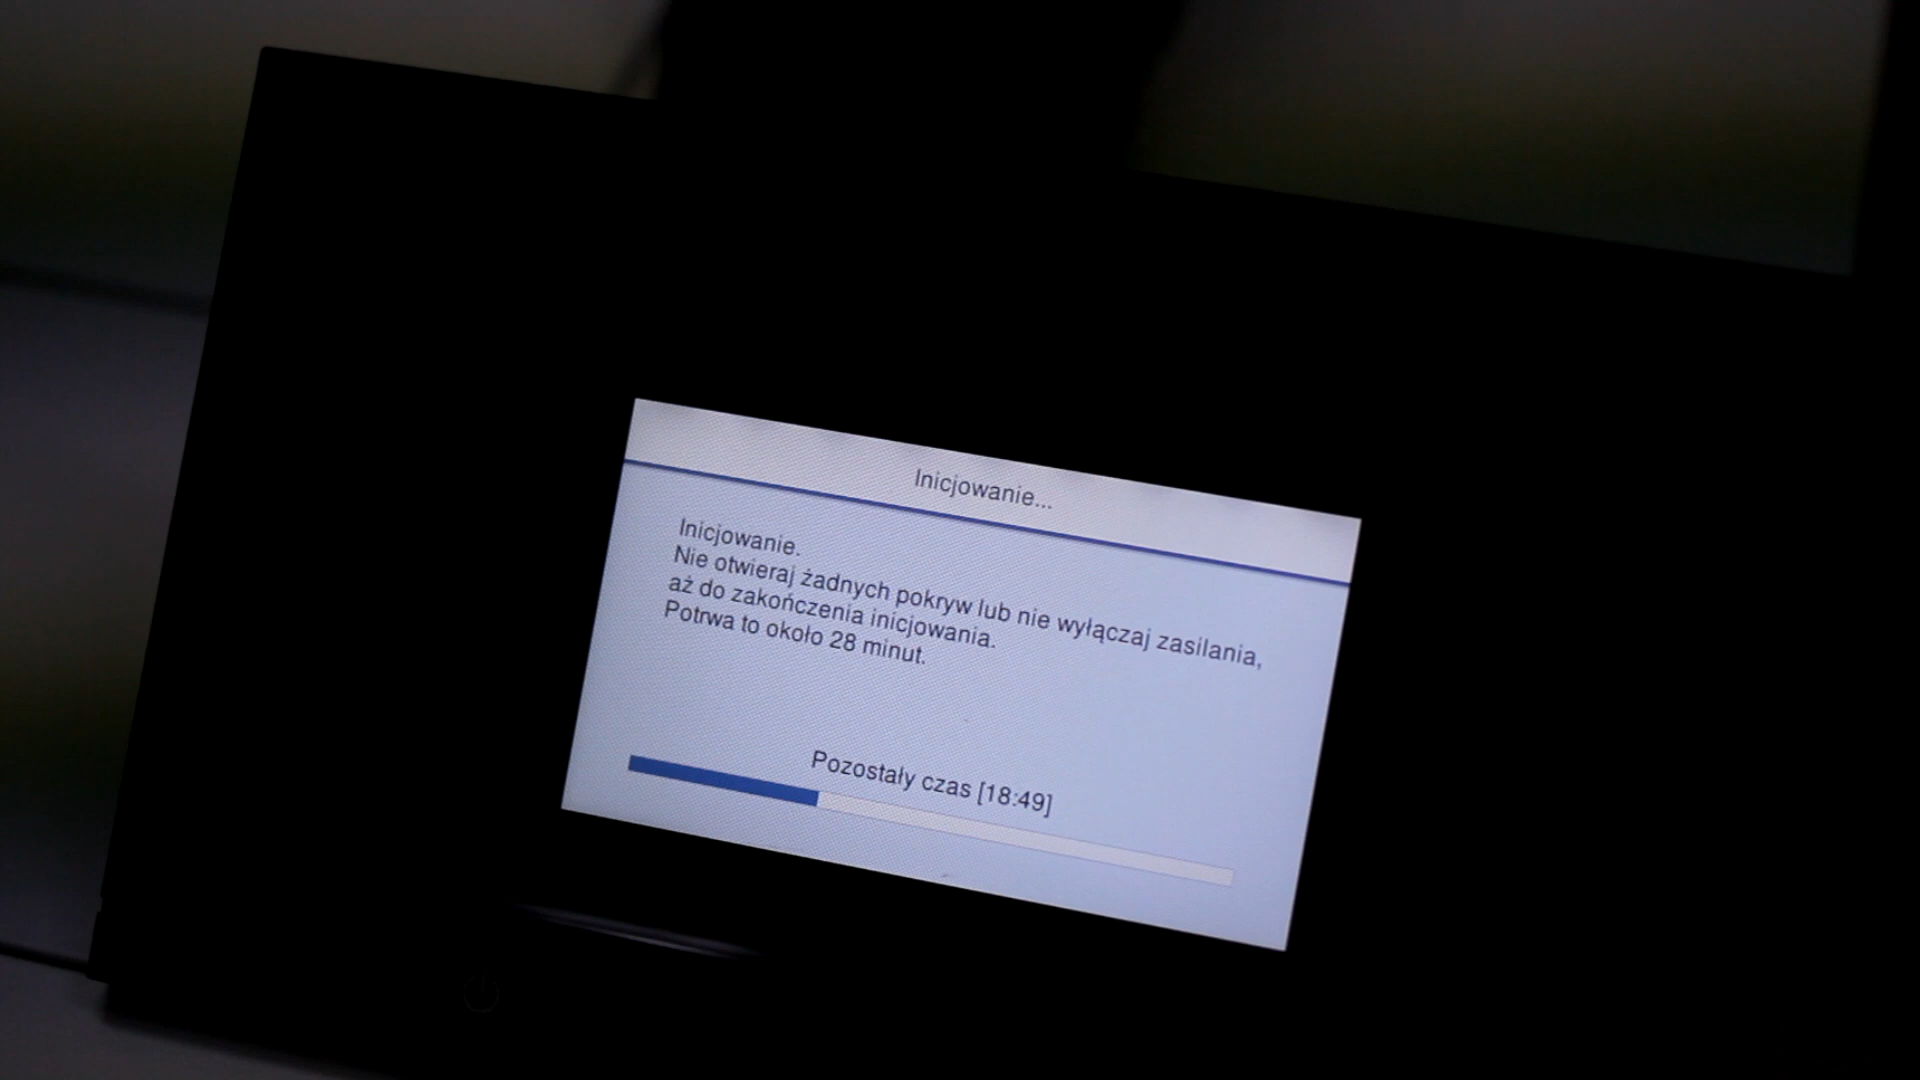 Inicjowanie...
Inicjowanie.
Nie otwieraj żadnych pokryw lub nie wyłączaj zasilania,
aż do zakończenia inicjowania.
Potrwa to około 28 minut.
Pozostały czas [18:49]